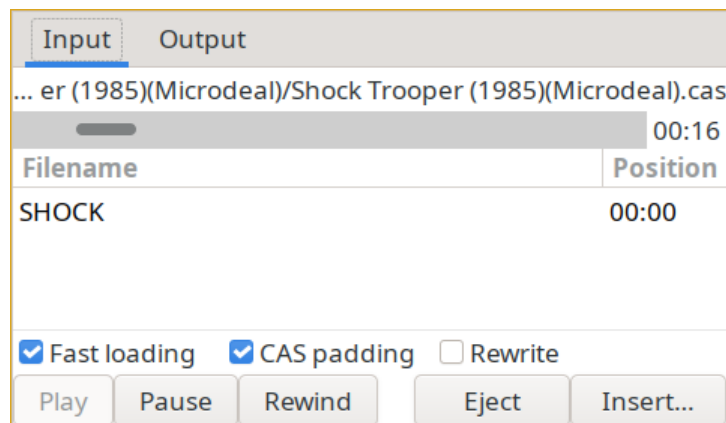 Input Output
... er (1985)(Microdeal)/Shock Trooper (1985)(Microdeal).cas
00:16
Filename Position
SHOCK 00:00
Fast loading CAS padding Rewrite
Play Pause Rewind Eject Insert...